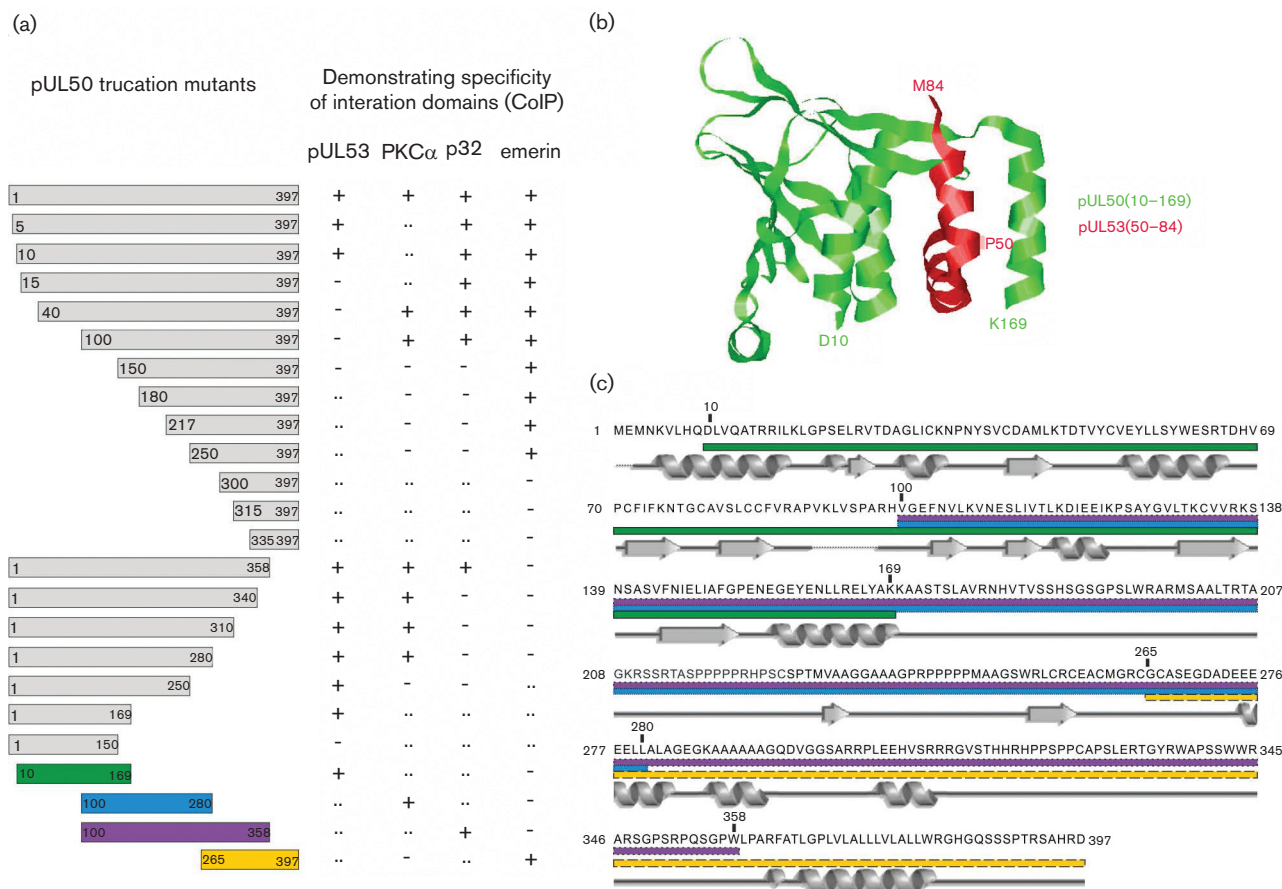 (a)
pUL50 trucation mutants
Demonstrating specificity
of interation domains (CoIP)
pUL53 PKCα p32 emerin
1 397 + + + +
5 397 + .. + +
10 397 + .. + +
15 397 - .. + +
40 397 - + + +
100 397 - + + +
150 397 - - - +
180 397 .. - - +
217 397 .. - - +
250 397 .. - - +
300 397 .. .. .. -
315 397 .. .. .. -
335 397 .. .. .. -
1 358 + + + -
1 340 + + - -
1 310 + + - -
1 280 + + - -
1 250 + - - ..
1 169 + .. .. ..
1 150 - .. .. ..
10 169 + .. .. -
100 280 .. + .. -
100 358 .. .. + -
265 397 .. - .. +
(b)
M84
pUL50(10–169)
pUL53(50–84)
P50
K169
D10
(c)
10
1 MEMNKVLHQDLVQATRRILKLGPSELRVTDAGLICKNPNYSVCDAMLKTDTVYCVEYLLSYWESRTDHV 69
100
70 PCFIFKNTGCAVSLCCFVRAPVKLVSPARHVGEFNVLKVNESLIVTLKDIEEIKPSAYGVLTKCVVRKS 138
169
139 NSASVFNIELIAFGPENEGEYENLLRELYAKKAASTSLAVRNHVTVSSHSGSGPSLWRARMSAALTRTA 207
265
208 GKRSSRTASPPPPPRHPSCSPTMVAAGGAAAGPRPPPPPMAAGSWRLCRCEACMGRCGCASEGDADEEE 276
280
277 EELLALAGEGKAAAAAAGQDVGGSARRPLEEHVSRRRGVSTHHRHPPSPPCAPSLERTGYRWAPSSWWR 345
358
346 ARSGPSRPQSGPWLPARFATLGPLVLALLLVLALLWRGHGQSSSPTRSAHRD 397